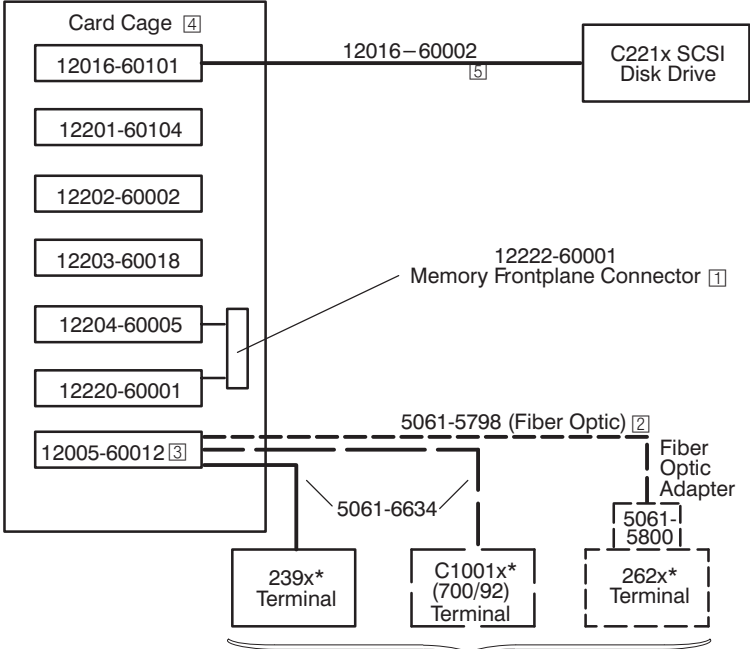 Card Cage 4
12016-60101
12016–60002
5
C221x SCSI
Disk Drive
12201-60104
12202-60002
12203-60018
12222-60001
Memory Frontplane Connector 1
12204-60005
12220-60001
12005-60012 3
5061-5798 (Fiber Optic) 2
Fiber
Optic
Adapter
5061-6634
5061-
5800
239x*
Terminal
C1001x*
(700/92)
Terminal
262x*
Terminal